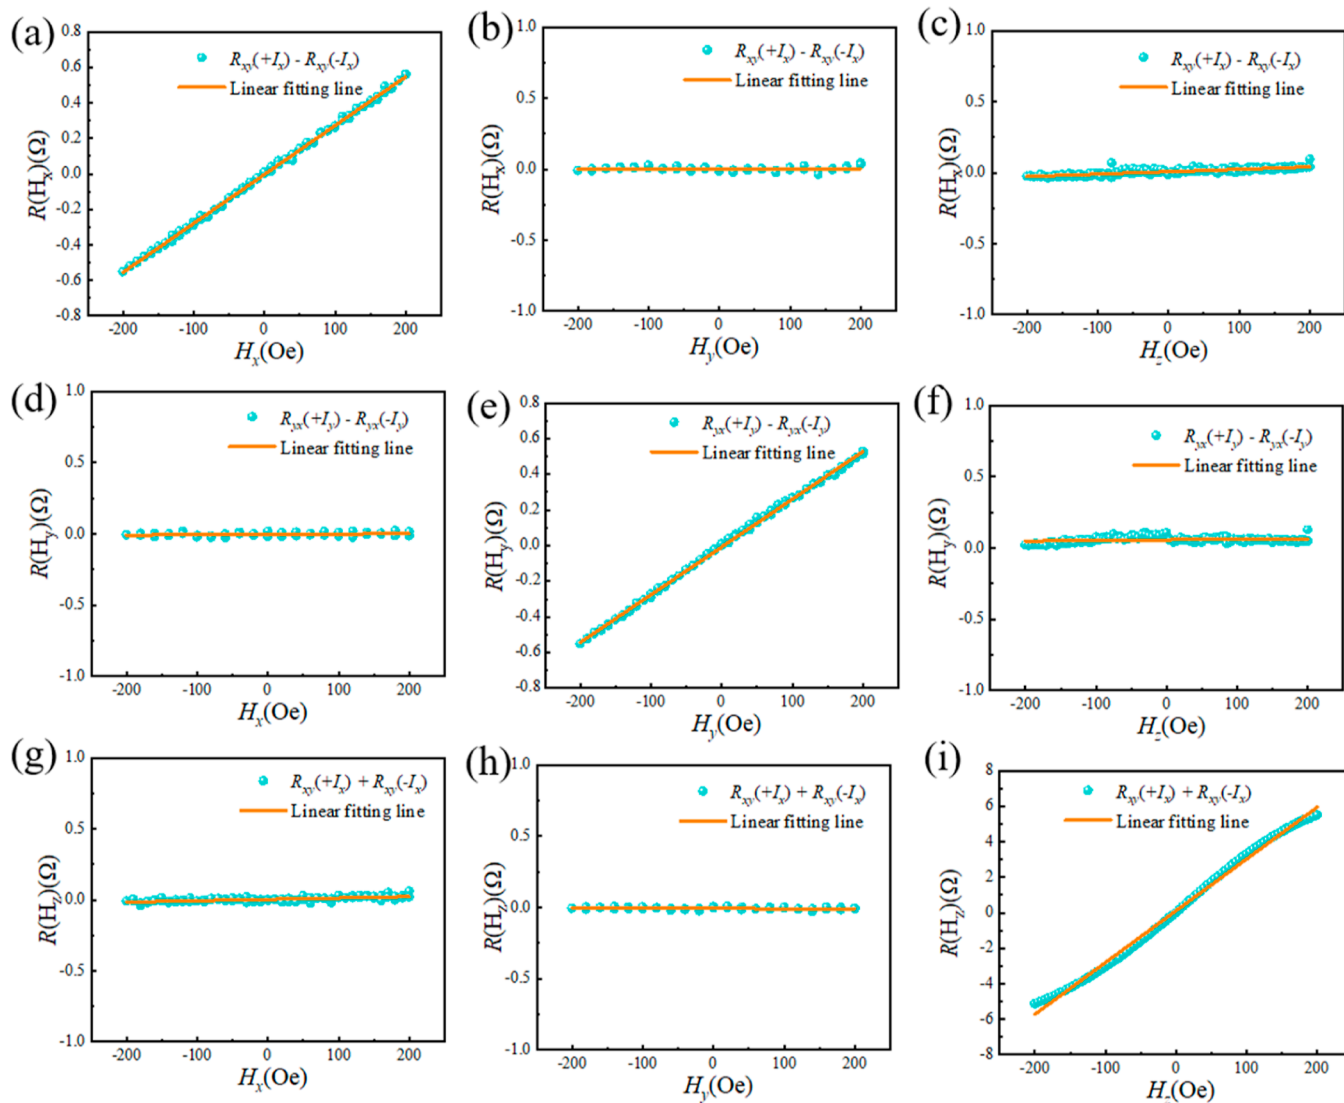 (a)
0.8
0.6
0.4
0.2
0.0
-0.2
-0.4
-0.6
-0.8
R(Hx)(Ω)
Rxy(+Ix) - Rxy(-Ix)
Linear fitting line
-200 -100 0 100 200
Hx(Oe)
(b)
1.0
0.5
0.0
-0.5
-1.0
R(Hx)(Ω)
Rxy(+Ix) - Rxy(-Ix)
Linear fitting line
-200 -100 0 100 200
Hy(Oe)
(c)
1.0
0.5
0.0
-0.5
-1.0
R(Hx)(Ω)
Rxy(+Ix) - Rxy(-Ix)
Linear fitting line
-200 -100 0 100 200
Hz(Oe)
(d)
1.0
0.5
0.0
-0.5
-1.0
R(Hy)(Ω)
Ryx(+Iy) - Ryx(-Iy)
Linear fitting line
-200 -100 0 100 200
Hx(Oe)
(e)
0.8
0.6
0.4
0.2
0.0
-0.2
-0.4
-0.6
-0.8
R(Hy)(Ω)
Ryx(+Iy) - Ryx(-Iy)
Linear fitting line
-200 -100 0 100 200
Hy(Oe)
(f)
1.0
0.5
0.0
-0.5
-1.0
R(Hy)(Ω)
Ryx(+Iy) - Ryx(-Iy)
Linear fitting line
-200 -100 0 100 200
Hz(Oe)
(g)
1.0
0.5
0.0
-0.5
-1.0
R(Hz)(Ω)
Rxy(+Ix) + Rxy(-Ix)
Linear fitting line
-200 -100 0 100 200
Hx(Oe)
(h)
1.0
0.5
0.0
-0.5
-1.0
R(Hz)(Ω)
Rxy(+Ix) + Rxy(-Ix)
Linear fitting line
-200 -100 0 100 200
Hy(Oe)
(i)
8
6
4
2
0
-2
-4
-6
-8
R(HZ)(Ω)
Rxy(+Ix) + Rxy(-Ix)
Linear fitting line
-200 -100 0 100 200
Hz(Oe)